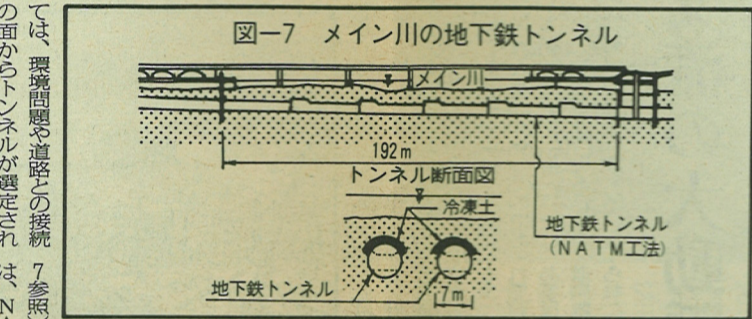 ては、環境問題や道路との接続
の面からトンネルが選定され
7参照
は、N
図―7 メイン川の地下鉄トンネル
メイン川
192m
トンネル断面図
冷凍土
地下鉄トンネル
(NATM工法)
地下鉄トンネル
7m